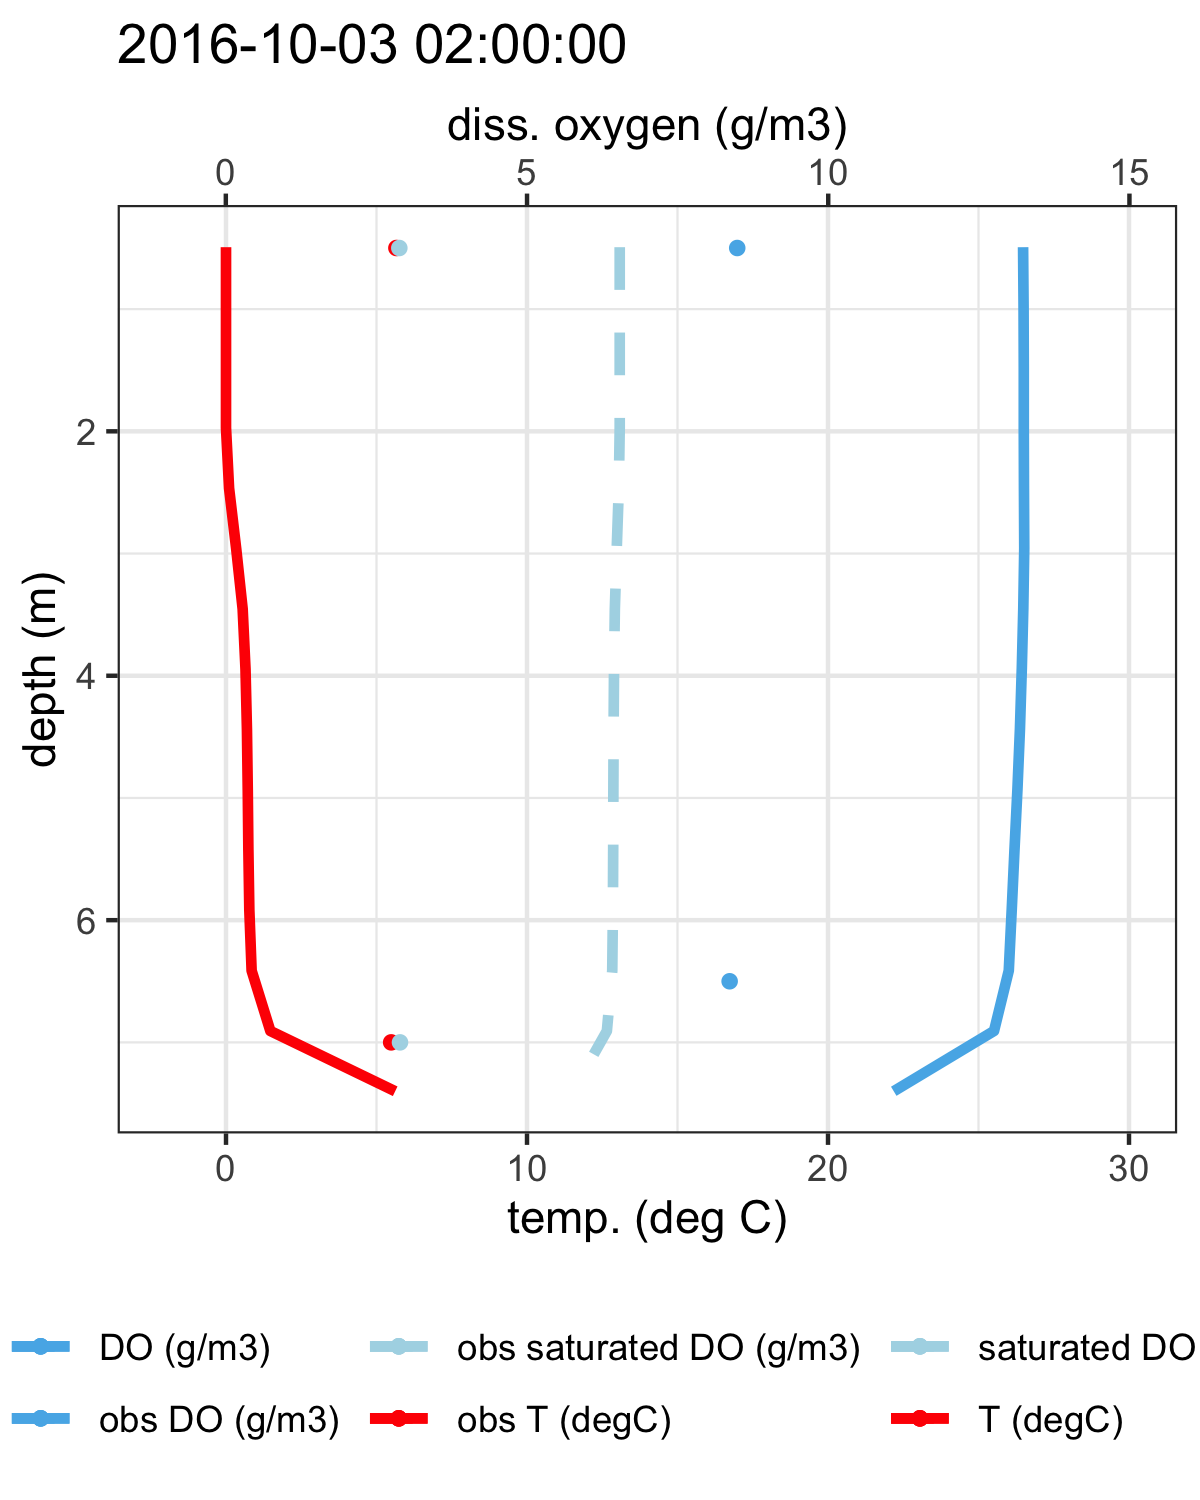 2016-10-03 02:00:00
diss. oxygen (g/m3)
0 5 10 15
2
4
6
depth (m)
0 10 20 30
temp. (deg C)
DO (g/m3) obs saturated DO (g/m3) saturated DO
obs DO (g/m3) obs T (degC) T (degC)